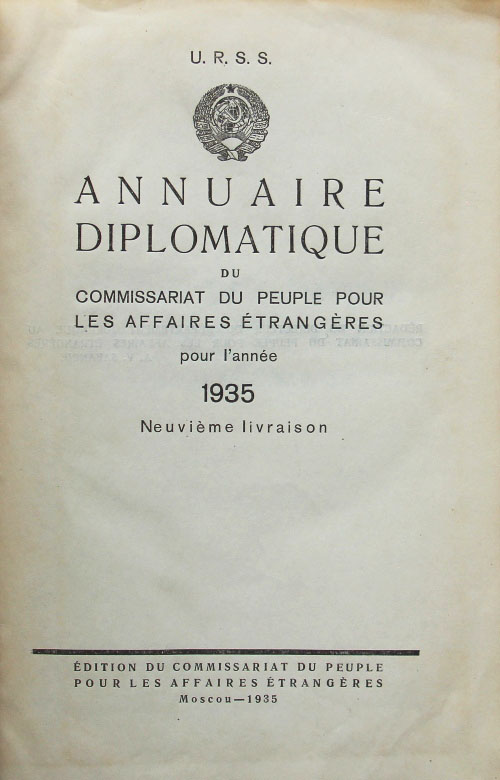 U. R. S. S.
ANNUAIRE
DIPLOMATIQUE
DU
COMMISSARIAT DU PEUPLE POUR
LES AFFAIRES ÉTRANGÈRES
pour l'année
1935
Neuvième livraison
ÉDITION DU COMMISSARIAT DU PEUPLE
POUR LES AFFAIRES ÉTRANGÈRES
Moscou—1935